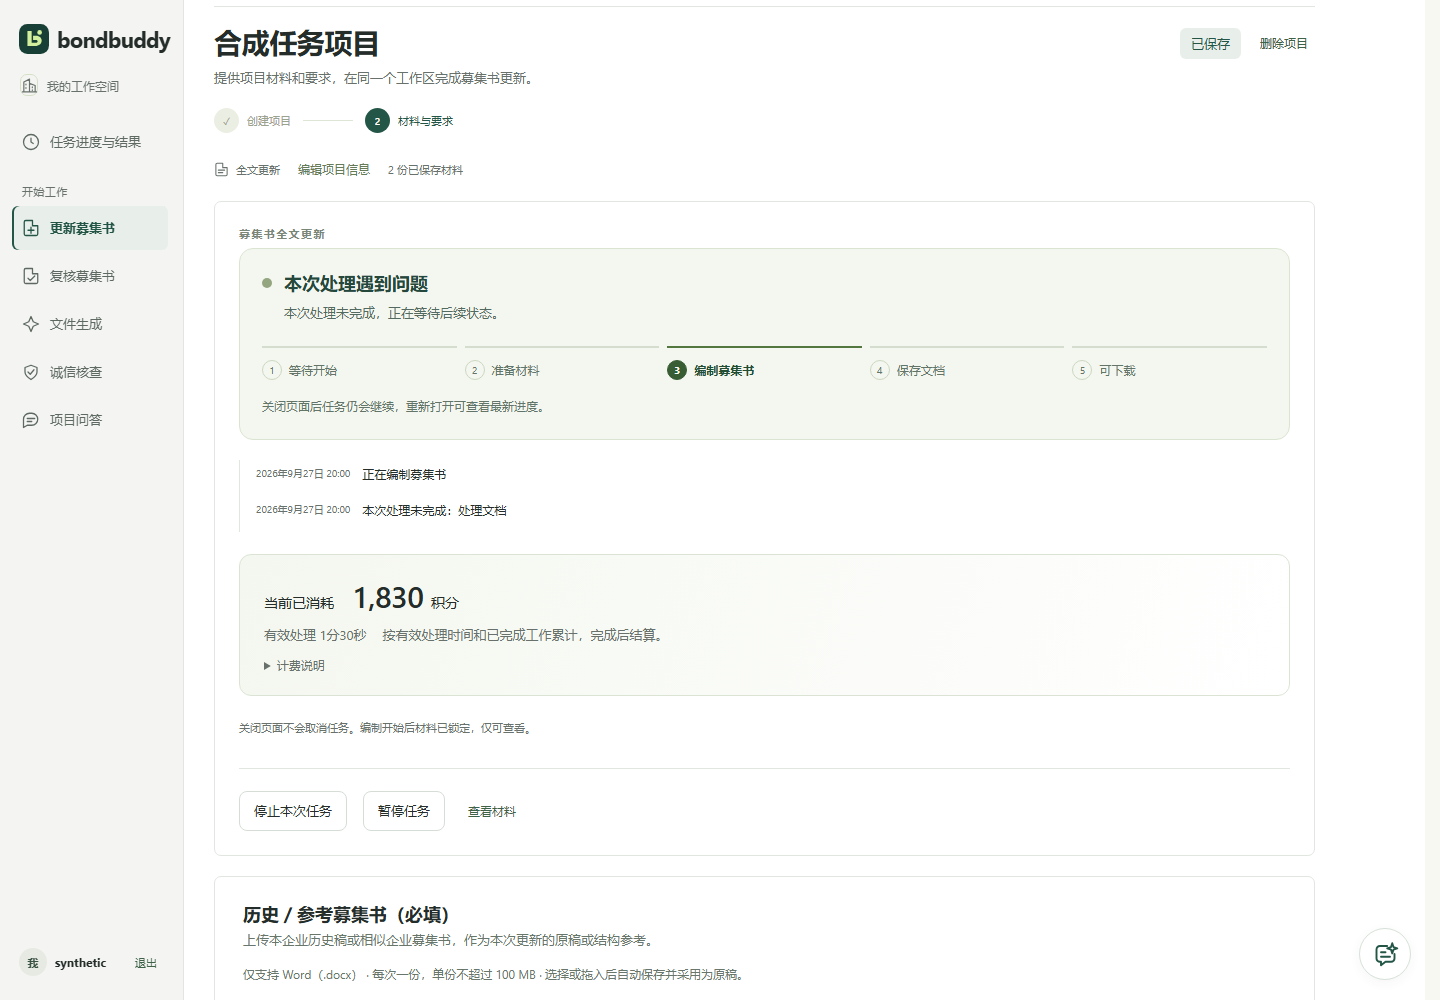 bondbuddy
我的工作空间
任务进度与结果
开始工作
更新募集书
复核募集书
文件生成
诚信核查
项目问答
我 synthetic 退出
合成任务项目
已保存 删除项目
提供项目材料和要求，在同一个工作区完成募集书更新。
✓ 创建项目 2 材料与要求
全文更新 编辑项目信息 2 份已保存材料
募集书全文更新
本次处理遇到问题
本次处理未完成，正在等待后续状态。
1 等待开始 2 准备材料 3 编制募集书 4 保存文档 5 可下载
关闭页面后任务仍会继续，重新打开可查看最新进度。
2026年9月27日 20:00 正在编制募集书
2026年9月27日 20:00 本次处理未完成：处理文档
当前已消耗 1,830 积分
有效处理 1分30秒 按有效处理时间和已完成工作累计，完成后结算。
▶ 计费说明
关闭页面不会取消任务。编制开始后材料已锁定，仅可查看。
停止本次任务 暂停任务 查看材料
历史 / 参考募集书（必填）
上传本企业历史稿或相似企业募集书，作为本次更新的原稿或结构参考。
仅支持 Word（.docx） · 每次一份，单份不超过 100 MB · 选择或拖入后自动保存并采用为原稿。